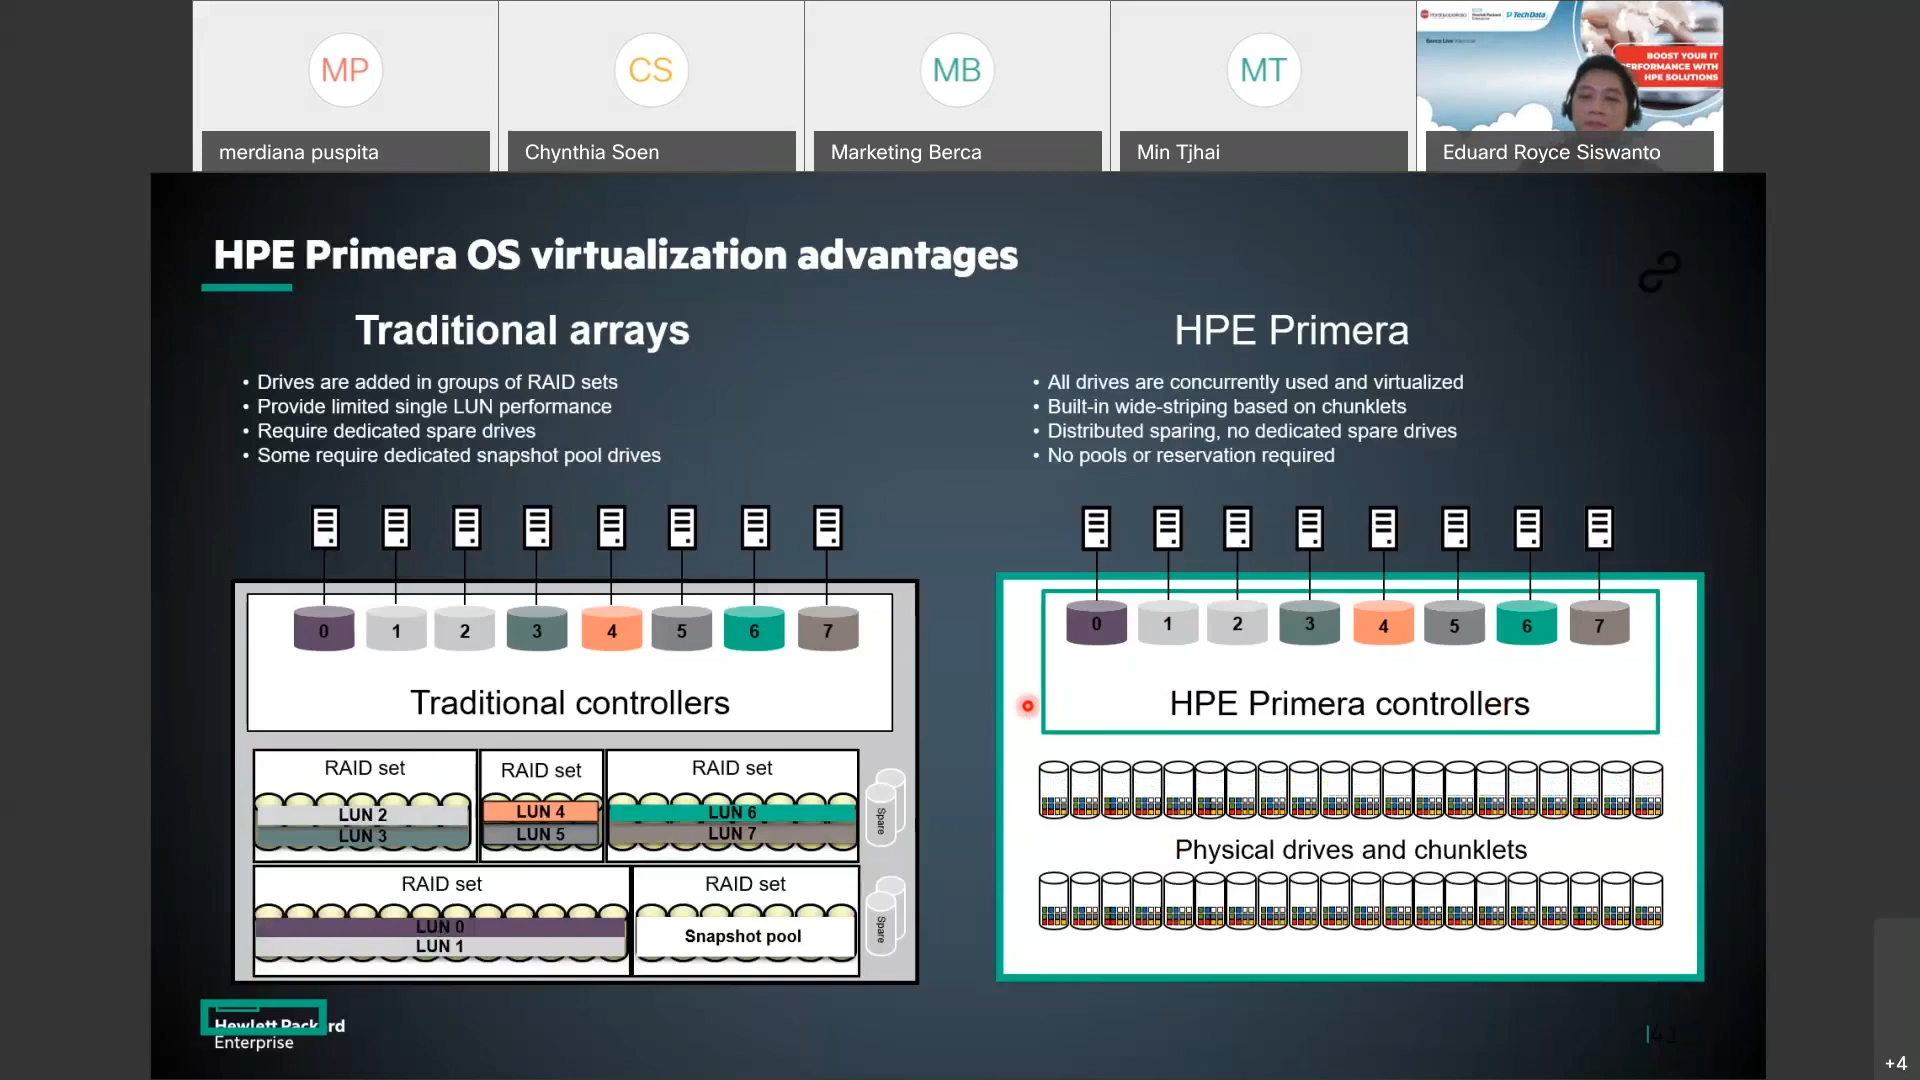 MP
CS
MB
MT
TechData
BOOST YOUR IT
PERFORMANCE WITH
HPE SOLUTIONS
merdiana puspita
Chynthia Soen
Marketing Berca
Min Tjhai
Eduard Royce Siswanto
HPE Primera OS virtualization advantages
Traditional arrays
• Drives are added in groups of RAID sets
• Provide limited single LUN performance
• Require dedicated spare drives
• Some require dedicated snapshot pool drives
0 1 2 3 4 5 6 7
Traditional controllers
RAID set
LUN 2
LUN 3
RAID set
LUN 4
LUN 5
RAID set
LUN 6
LUN 7
Spare
RAID set
LUN 0
LUN 1
RAID set
Snapshot pool
Spare
HPE Primera
• All drives are concurrently used and virtualized
• Built-in wide-striping based on chunklets
• Distributed sparing, no dedicated spare drives
• No pools or reservation required
0 1 2 3 4 5 6 7
HPE Primera controllers
Physical drives and chunklets
Hewlett Packard
Enterprise
41
+4